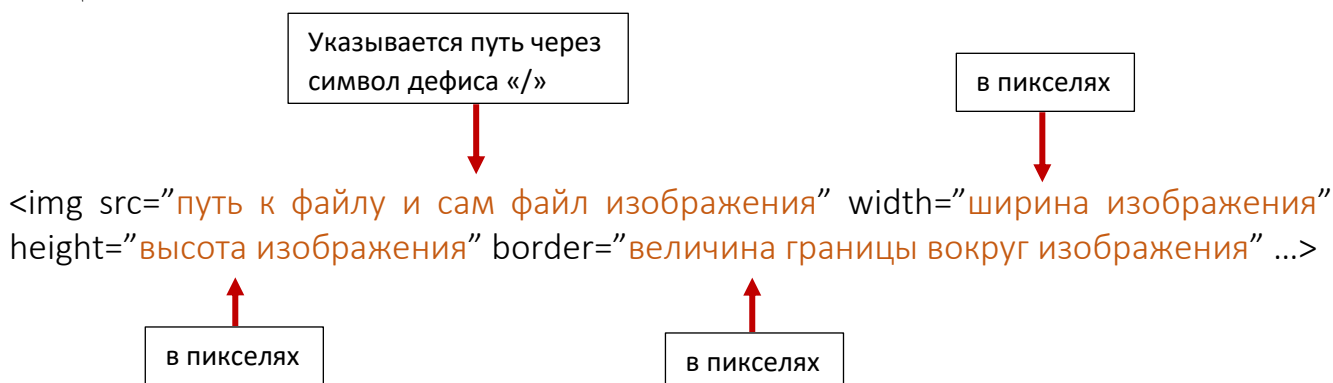 Указывается путь через
символ дефиса «/»
в пикселях
<img src=”путь к файлу и сам файл изображения” width=”ширина изображения”
height=”высота изображения” border=”величина границы вокруг изображения” …>
в пикселях
в пикселях